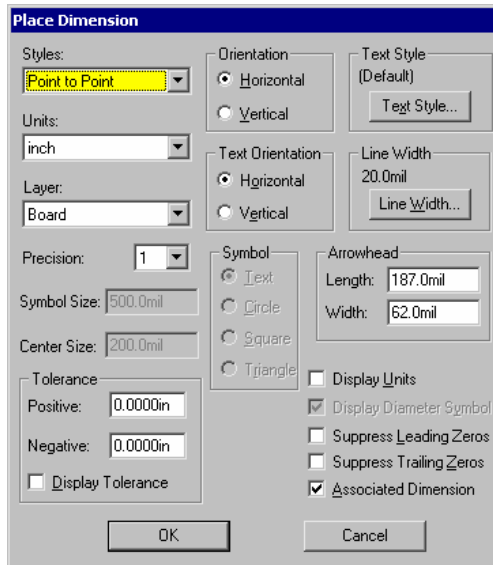 Place Dimension
Styles:
Point to Point
Units:
inch
Layer:
Board
Precision: 1
Symbol Size: 500.0mil
Center Size: 200.0mil
Tolerance
Positive: 0.0000in
Negative: 0.0000in
Display Tolerance
Orientation
Horizontal
Vertical
Text Orientation
Horizontal
Vertical
Symbol
Text
Circle
Square
Triangle
Text Style
(Default)
Text Style...
Line Width
20.0mil
Line Width...
Arrowhead
Length: 187.0mil
Width: 62.0mil
Display Units
Display Diameter Symbol
Suppress Leading Zeros
Suppress Trailing Zeros
Associated Dimension
OK
Cancel